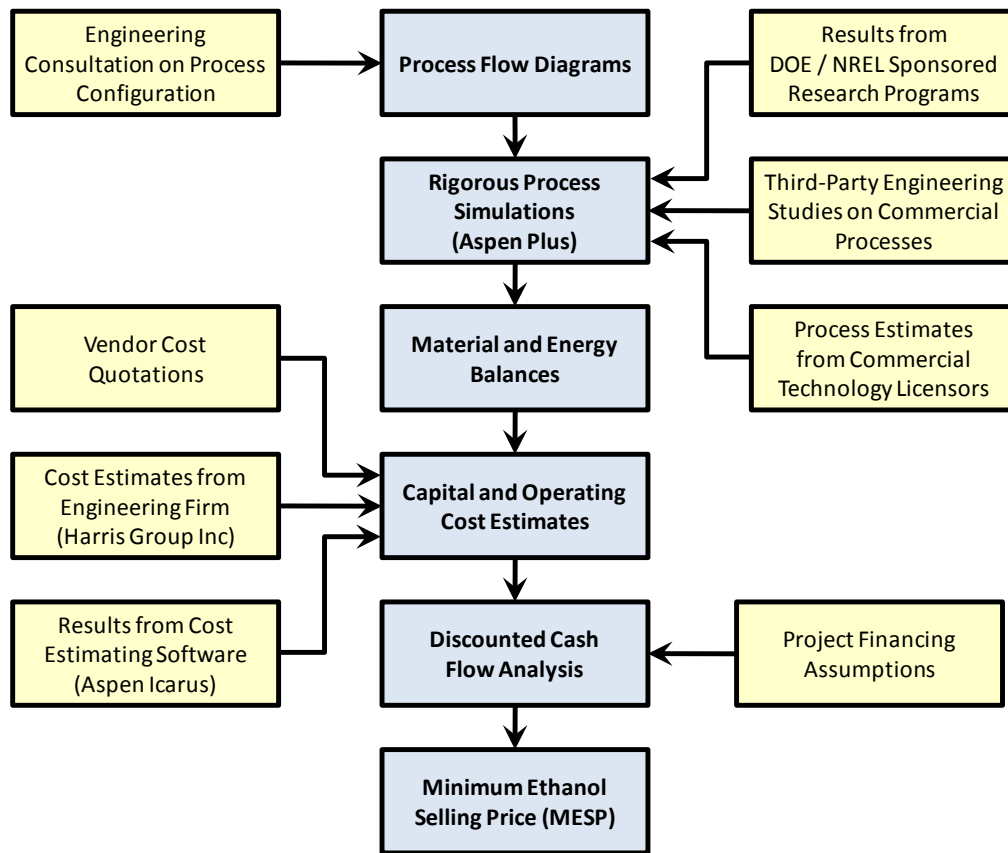 Engineering
Consultation on Process
Configuration
Process Flow Diagrams
Results from
DOE / NREL Sponsored
Research Programs
Rigorous Process
Simulations
(Aspen Plus)
Third-Party Engineering
Studies on Commercial
Processes
Vendor Cost
Quotations
Material and Energy
Balances
Process Estimates
from Commercial
Technology Licensors
Cost Estimates from
Engineering Firm
(Harris Group Inc)
Capital and Operating
Cost Estimates
Results from Cost
Estimating Software
(Aspen Icarus)
Discounted Cash
Flow Analysis
Project Financing
Assumptions
Minimum Ethanol
Selling Price (MESP)